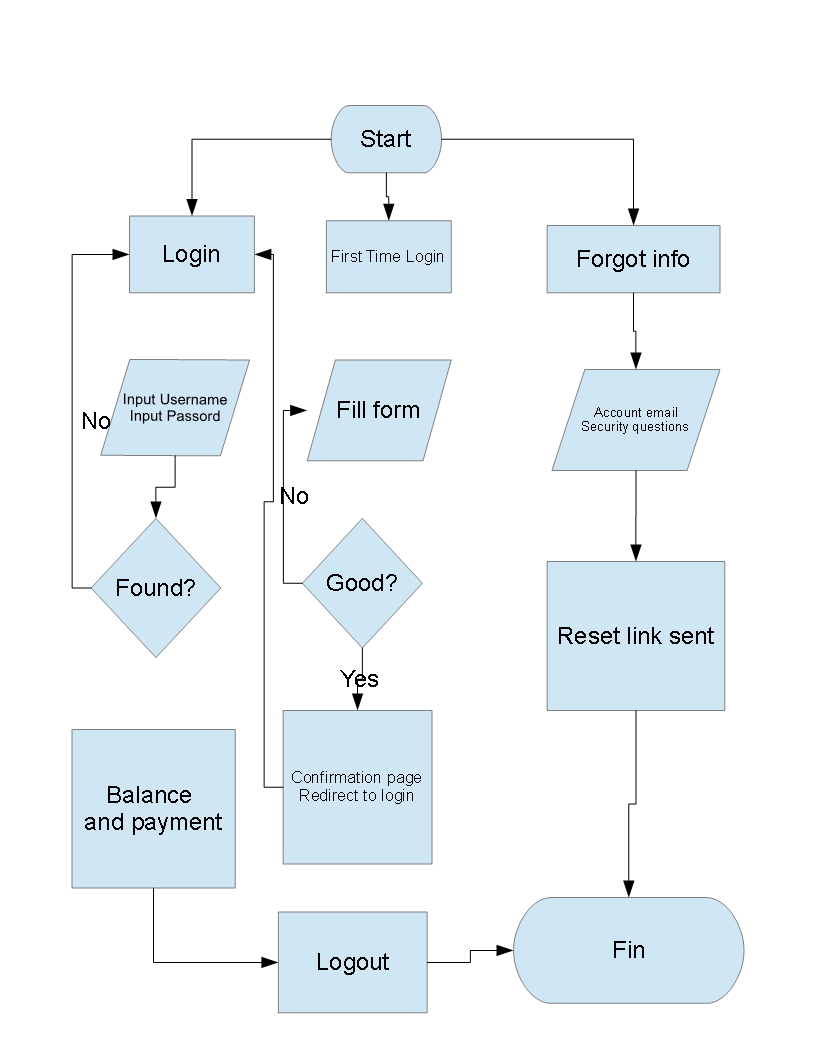 Start
Login
First Time Login
Forgot info
Input Username
Input Passord
No
Fill form
Account email
Security questions
No
Found?
Good?
Reset link sent
Yes
Confirmation page
Redirect to login
Balance
and payment
Logout
Fin